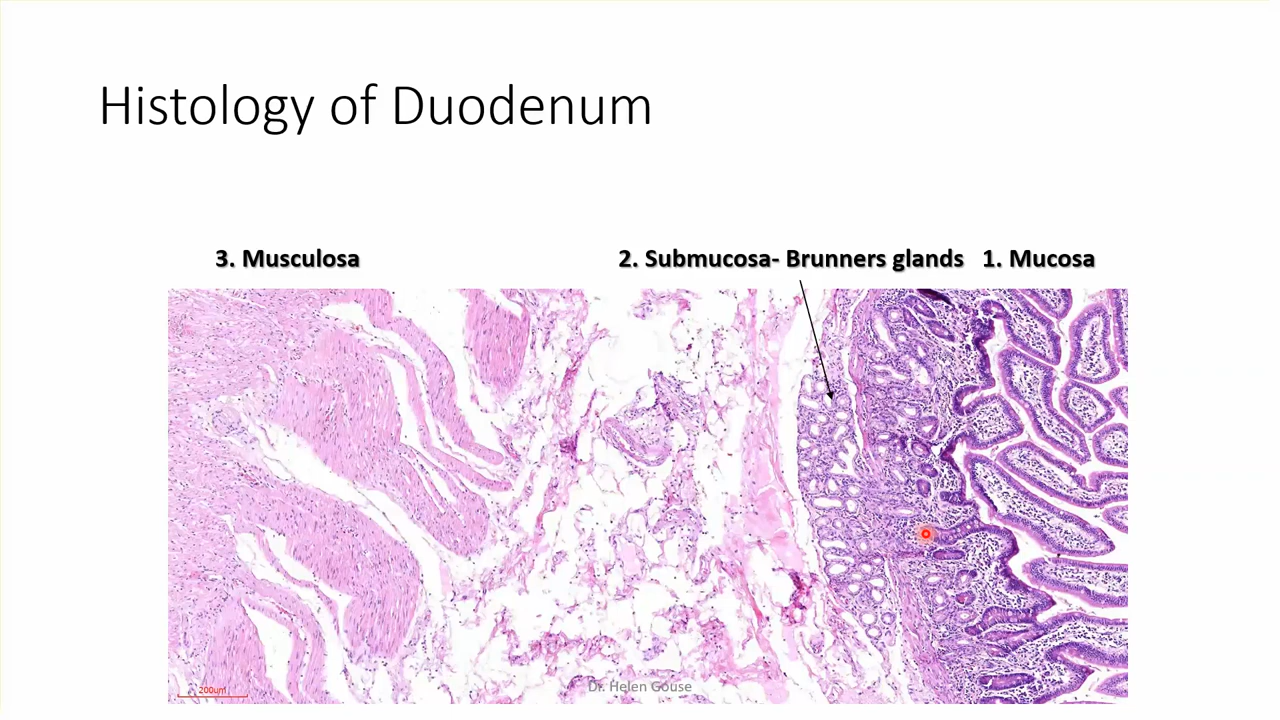 Histology of Duodenum
3. Musculosa
2. Submucosa- Brunners glands
1. Mucosa
200um
Dr. Helen Gouse